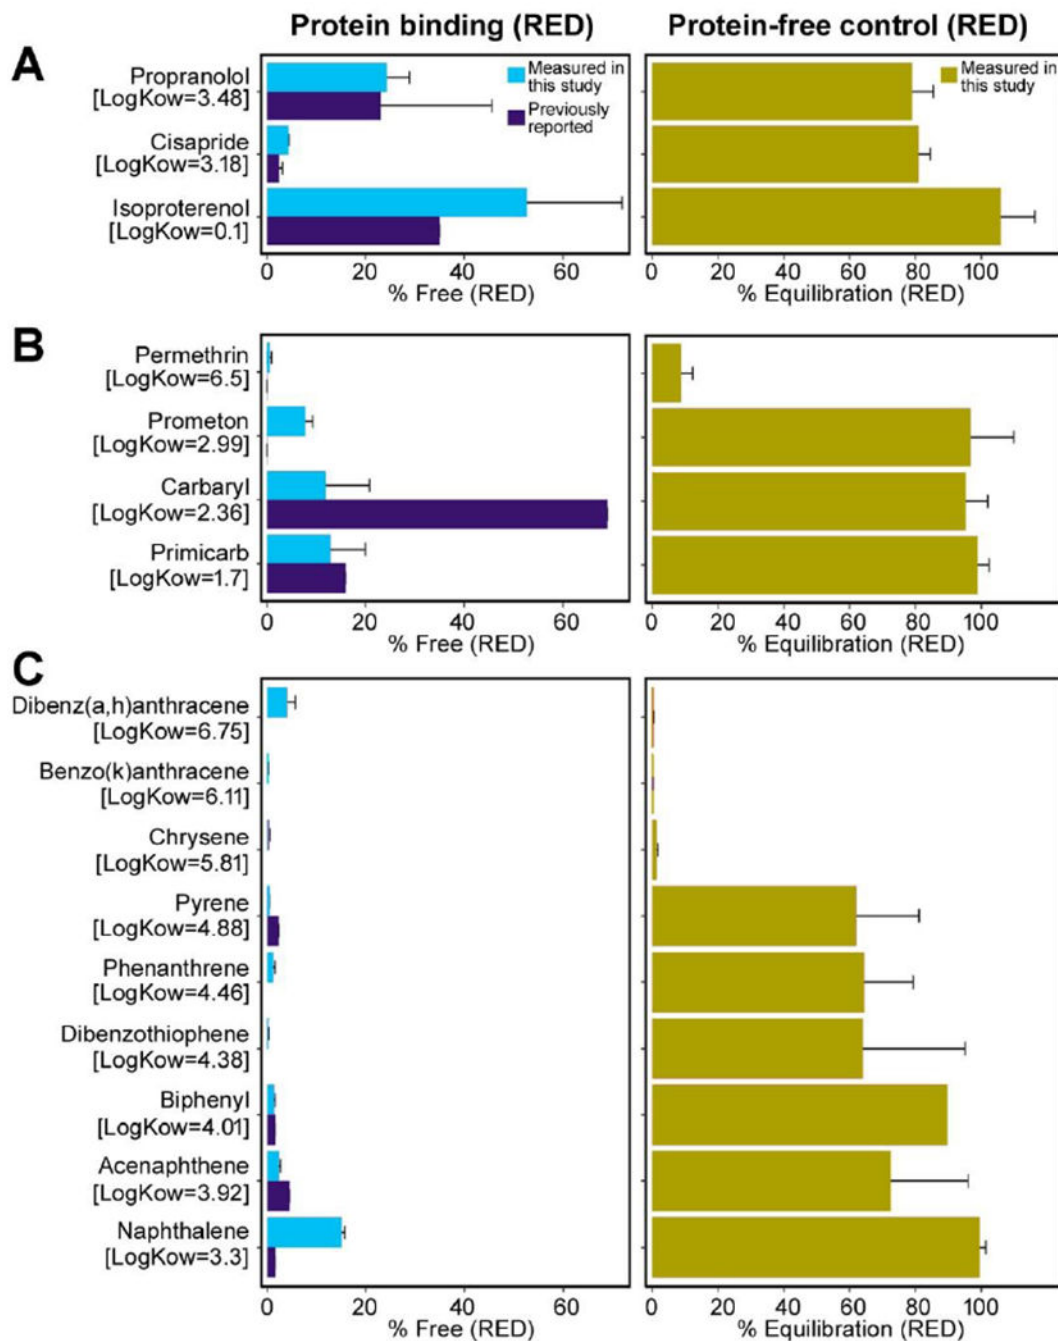 Protein binding (RED)
Protein-free control (RED)
A
Propranolol
[LogKow=3.48]
Cisapride
[LogKow=3.18]
Isoproterenol
[LogKow=0.1]
Measured in
this study
Previously
reported
0 20 40 60
% Free (RED)
Measured in
this study
0 20 40 60 80 100
% Equilibration (RED)
B
Permethrin
[LogKow=6.5]
Prometon
[LogKow=2.99]
Carbaryl
[LogKow=2.36]
Primicarb
[LogKow=1.7]
0 20 40 60
% Free (RED)
0 20 40 60 80 100
% Equilibration (RED)
C
Dibenz(a,h)anthracene
[LogKow=6.75]
Benzo(k)anthracene
[LogKow=6.11]
Chrysene
[LogKow=5.81]
Pyrene
[LogKow=4.88]
Phenanthrene
[LogKow=4.46]
Dibenzothiophene
[LogKow=4.38]
Biphenyl
[LogKow=4.01]
Acenaphthene
[LogKow=3.92]
Naphthalene
[LogKow=3.3]
0 20 40 60
% Free (RED)
0 20 40 60 80 100
% Equilibration (RED)